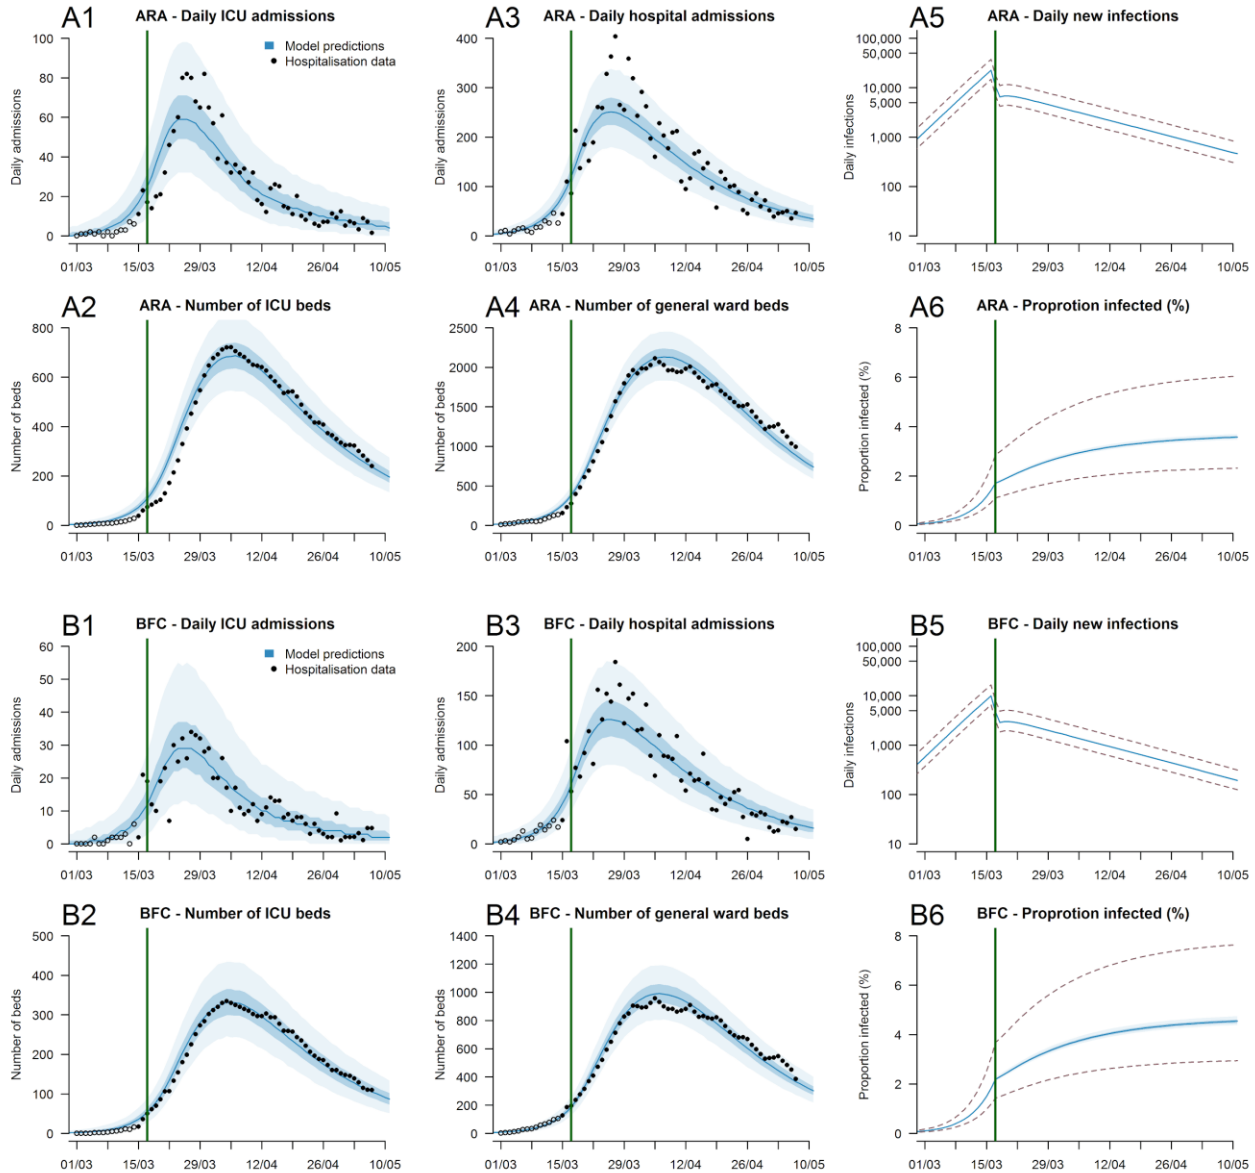 A1 ARA - Daily ICU admissions
Daily admissions
100
80
60
40
20
0
Model predictions
Hospitalisation data
01/03 15/03 29/03 12/04 26/04 10/05
A3 ARA - Daily hospital admissions
Daily admissions
400
300
200
100
0
01/03 15/03 29/03 12/04 26/04 10/05
A5 ARA - Daily new infections
Daily infections
100,000
50,000
10,000
5,000
1,000
100
10
01/03 15/03 29/03 12/04 26/04 10/05
A2 ARA - Number of ICU beds
Number of beds
800
600
400
200
0
01/03 15/03 29/03 12/04 26/04 10/05
A4 ARA - Number of general ward beds
Number of beds
2500
2000
1500
1000
500
0
01/03 15/03 29/03 12/04 26/04 10/05
A6 ARA - Proprotion infected (%)
Proportion infected (%)
8
6
4
2
0
01/03 15/03 29/03 12/04 26/04 10/05
B1 BFC - Daily ICU admissions
Daily admissions
60
50
40
30
20
10
0
Model predictions
Hospitalisation data
01/03 15/03 29/03 12/04 26/04 10/05
B3 BFC - Daily hospital admissions
Daily admissions
200
150
100
50
0
01/03 15/03 29/03 12/04 26/04 10/05
B5 BFC - Daily new infections
Daily infections
100,000
50,000
10,000
5,000
1,000
100
10
01/03 15/03 29/03 12/04 26/04 10/05
B2 BFC - Number of ICU beds
Number of beds
500
400
300
200
100
0
01/03 15/03 29/03 12/04 26/04 10/05
B4 BFC - Number of general ward beds
Number of beds
1400
1200
1000
800
600
400
200
0
01/03 15/03 29/03 12/04 26/04 10/05
B6 BFC - Proprotion infected (%)
Proportion infected (%)
8
6
4
2
0
01/03 15/03 29/03 12/04 26/04 10/05